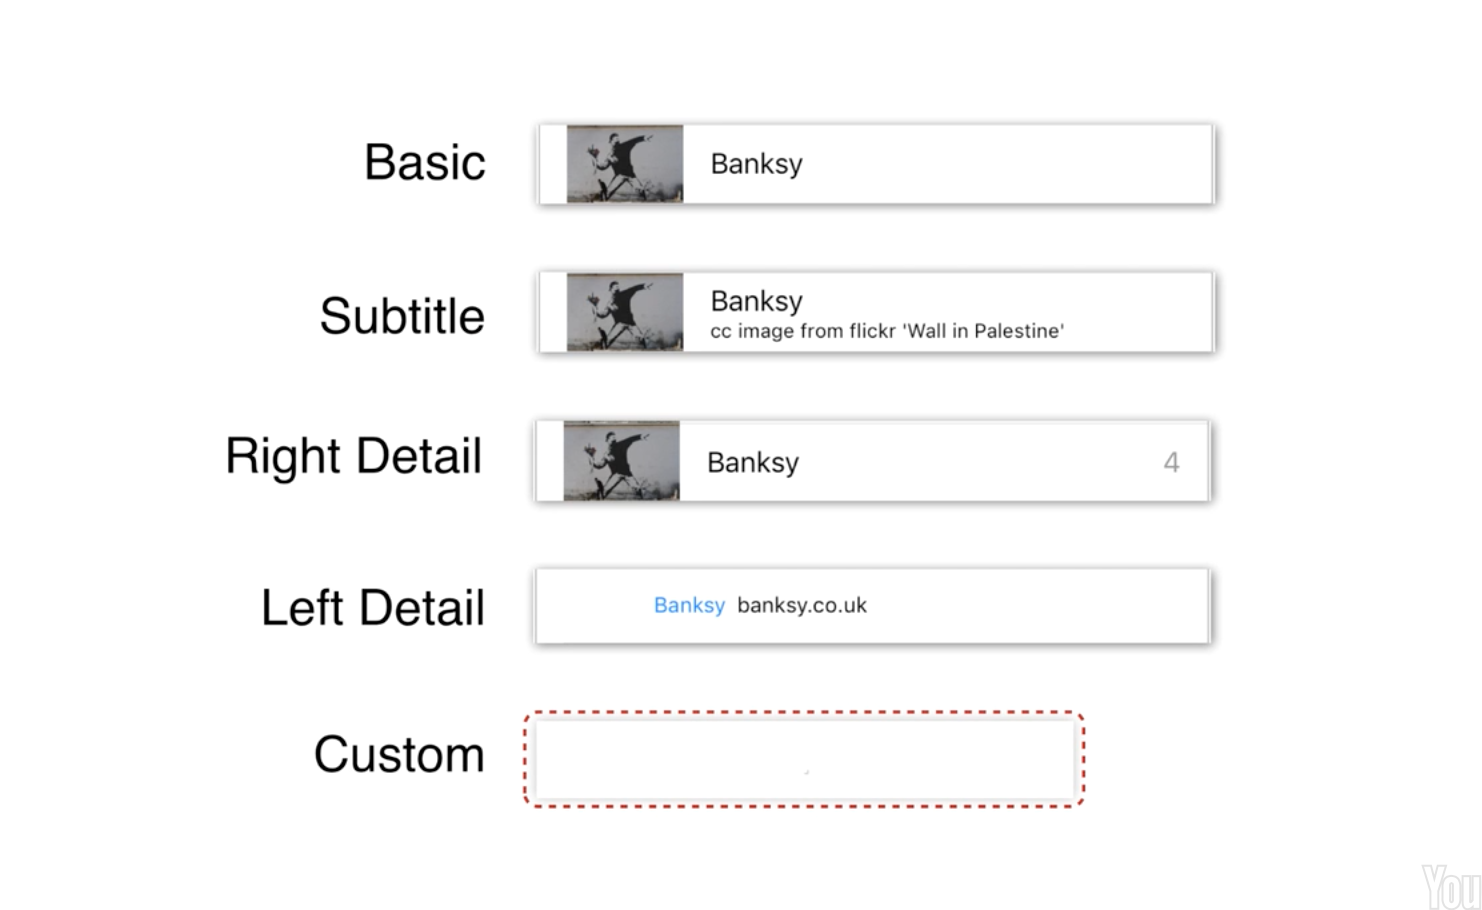 Basic
Banksy
Subtitle
Banksy
cc image from flickr 'Wall in Palestine'
Right Detail
Banksy 4
Left Detail
Banksy banksy.co.uk
Custom
You